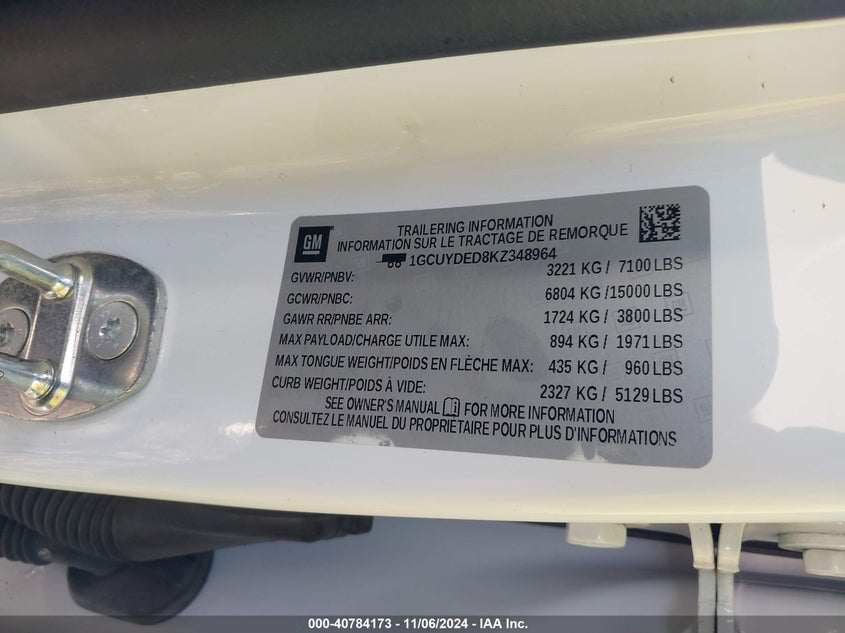 GM
TRAILERING INFORMATION
INFORMATION SUR LE TRACTAGE DE REMORQUE
1GCUYDED8KZ348964
GVWR/PNBV: 3221 KG / 7100 LBS
GCWR/PNBC: 6804 KG /15000 LBS
GAWR RR/PNBE ARR: 1724 KG / 3800 LBS
MAX PAYLOAD/CHARGE UTILE MAX: 894 KG / 1971 LBS
MAX TONGUE WEIGHT/POIDS EN FLÈCHE MAX: 435 KG / 960 LBS
CURB WEIGHT/POIDS À VIDE: 2327 KG / 5129 LBS
SEE OWNER'S MANUAL FOR MORE INFORMATION
CONSULTEZ LE MANUEL DU PROPRIETAIRE POUR PLUS D'INFORMATIONS
000-40784173 - 11/06/2024 - IAA Inc.